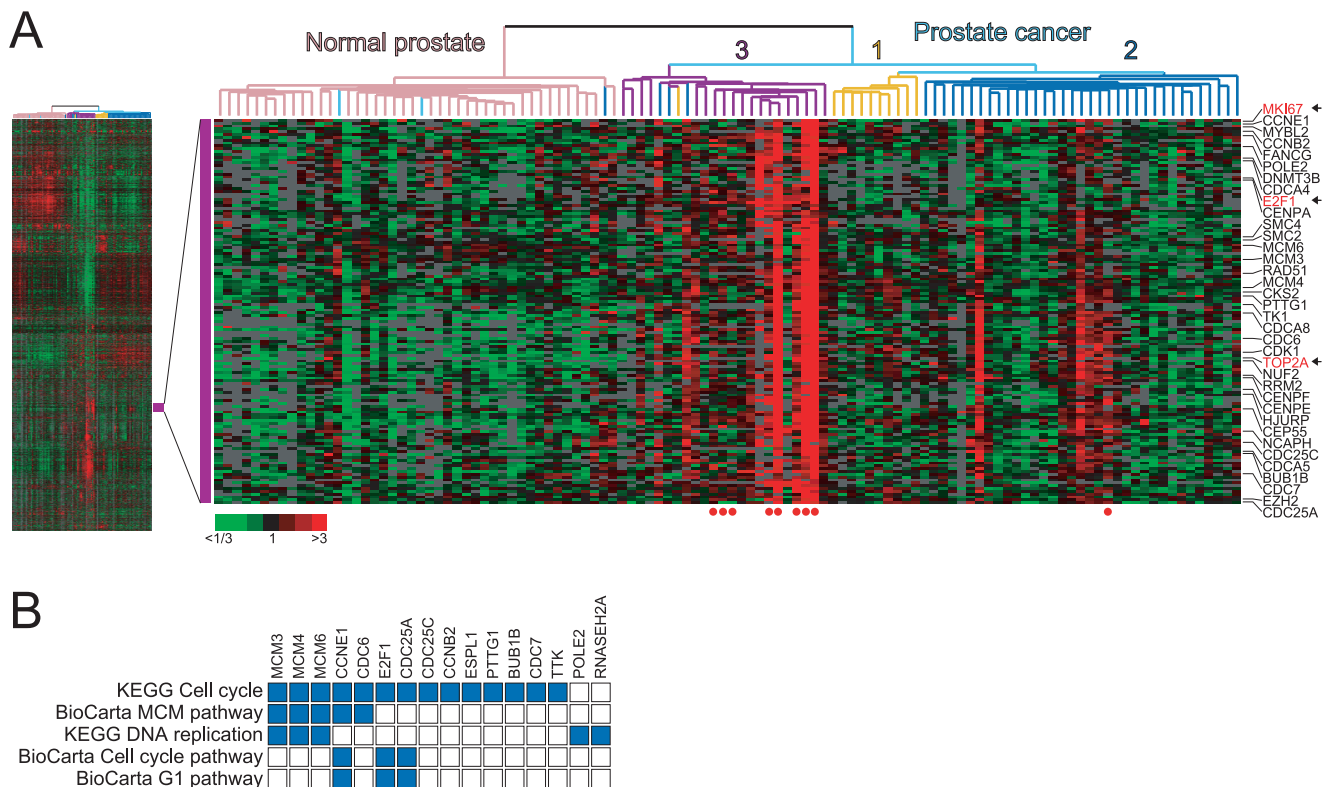 A
Normal prostate
3
1
Prostate cancer
2
MKI67
CCNE1
MYBL2
CCNB2
FANCG
POLE2
DNMT3B
CDCA4
E2F1
CENPA
SMC4
SMC2
MCM6
MCM3
RAD51
MCM4
CKS2
PTTG1
TK1
CDCA8
CDC6
CDK1
TOP2A
NUF2
RRM2
CENPF
CENPE
HJURP
CEP55
NCAPH
CDC25C
CDCA5
BUB1B
CDC7
EZH2
CDC25A
<1/3 1 >3
B
MCM3
MCM4
MCM6
CCNE1
CDC6
E2F1
CDC25A
CDC25C
CCNB2
ESPL1
PTTG1
BUB1B
CDC7
TTK
POLE2
RNASEH2A
KEGG Cell cycle
BioCarta MCM pathway
KEGG DNA replication
BioCarta Cell cycle pathway
BioCarta G1 pathway